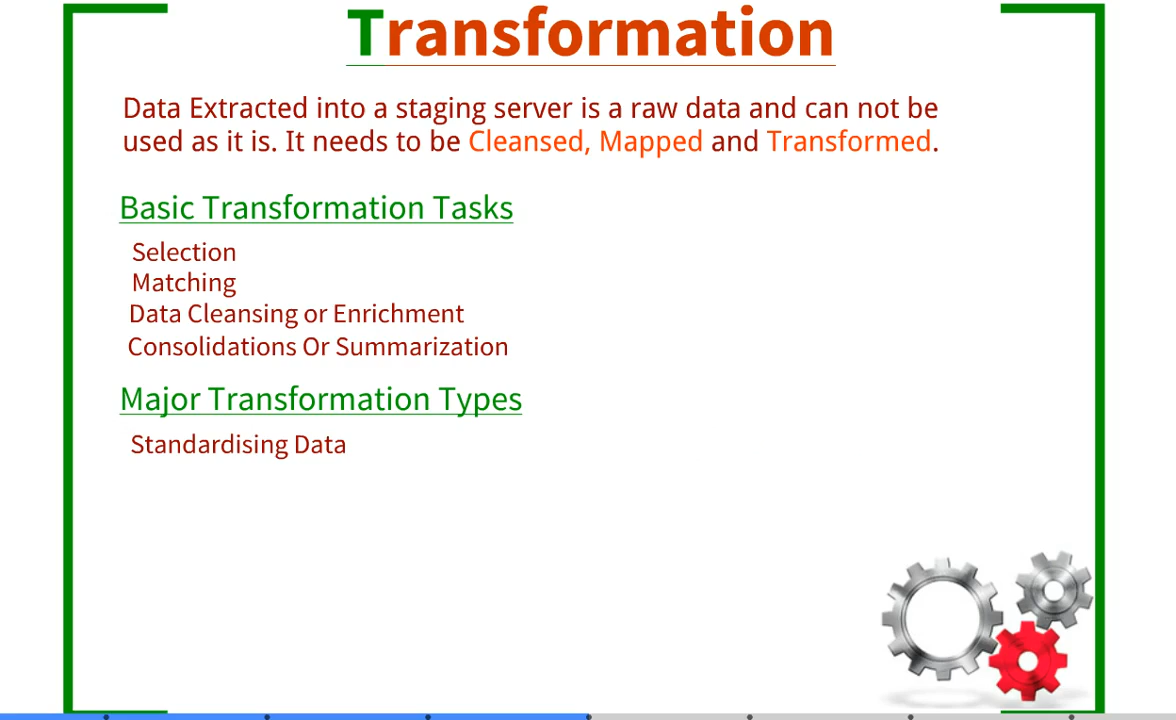 Transformation
Data Extracted into a staging server is a raw data and can not be
used as it is. It needs to be Cleansed, Mapped and Transformed.
Basic Transformation Tasks
Selection
Matching
Data Cleansing or Enrichment
Consolidations Or Summarization
Major Transformation Types
Standardising Data